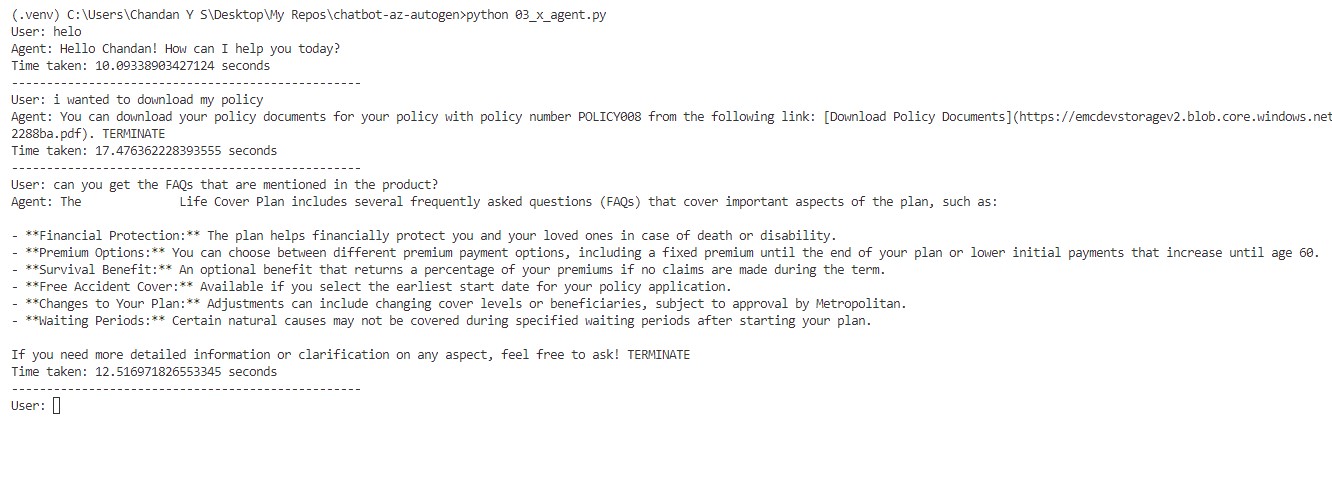 (.venv) C:\Users\Chandan Y S\Desktop\My Repos\chatbot-az-autogen>python 03_x_agent.py
User: helo
Agent: Hello Chandan! How can I help you today?
Time taken: 10.09338903427124 seconds
--------------------------------------------------
User: i wanted to download my policy
Agent: You can download your policy documents for your policy with policy number POLICY008 from the following link: [Download Policy Documents](https://emcdevstoragev2.blob.core.windows.net
2288ba.pdf). TERMINATE
Time taken: 17.476362228393555 seconds
--------------------------------------------------
User: can you get the FAQs that are mentioned in the product?
Agent: The Life Cover Plan includes several frequently asked questions (FAQs) that cover important aspects of the plan, such as:
- **Financial Protection:** The plan helps financially protect you and your loved ones in case of death or disability.
- **Premium Options:** You can choose between different premium payment options, including a fixed premium until the end of your plan or lower initial payments that increase until age 60.
- **Survival Benefit:** An optional benefit that returns a percentage of your premiums if no claims are made during the term.
- **Free Accident Cover:** Available if you select the earliest start date for your policy application.
- **Changes to Your Plan:** Adjustments can include changing cover levels or beneficiaries, subject to approval by Metropolitan.
- **Waiting Periods:** Certain natural causes may not be covered during specified waiting periods after starting your plan.
If you need more detailed information or clarification on any aspect, feel free to ask! TERMINATE
Time taken: 12.516971826553345 seconds
--------------------------------------------------
User: